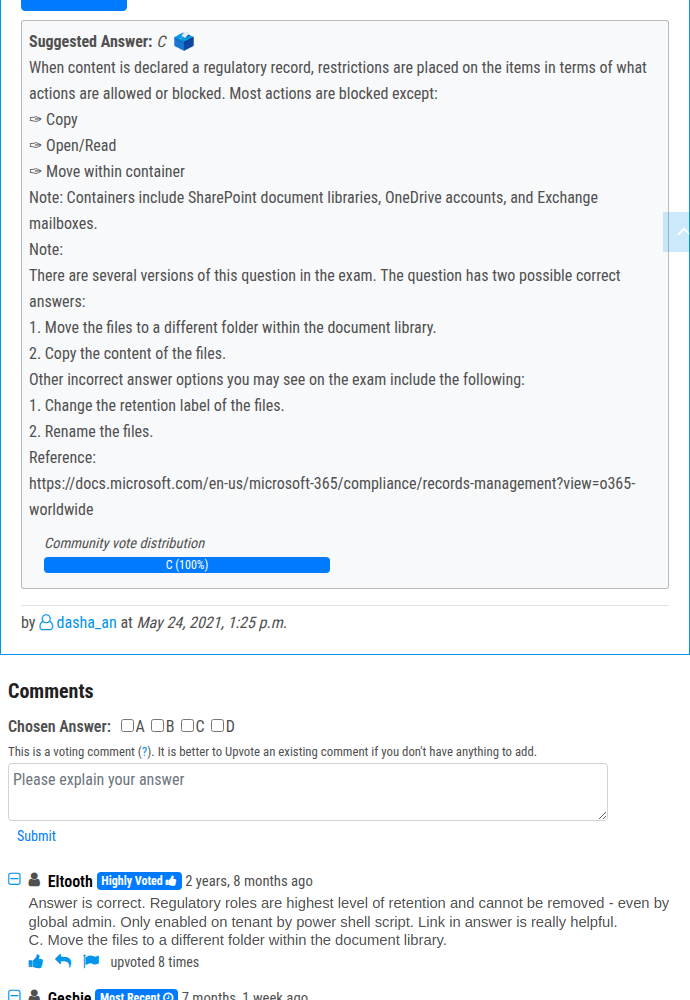 Suggested Answer: C
When content is declared a regulatory record, restrictions are placed on the items in terms of what
actions are allowed or blocked. Most actions are blocked except:
✑ Copy
✑ Open/Read
✑ Move within container
Note: Containers include SharePoint document libraries, OneDrive accounts, and Exchange
mailboxes.
Note:
There are several versions of this question in the exam. The question has two possible correct
answers:
1. Move the files to a different folder within the document library.
2. Copy the content of the files.
Other incorrect answer options you may see on the exam include the following:
1. Change the retention label of the files.
2. Rename the files.
Reference:
https://docs.microsoft.com/en-us/microsoft-365/compliance/records-management?view=o365-
worldwide
Community vote distribution
C (100%)
by dasha_an at May 24, 2021, 1:25 p.m.
Comments
Chosen Answer: A B C D
This is a voting comment (?). It is better to Upvote an existing comment if you don't have anything to add.
Please explain your answer
Submit
Eltooth Highly Voted 2 years, 8 months ago
Answer is correct. Regulatory roles are highest level of retention and cannot be removed - even by
global admin. Only enabled on tenant by power shell script. Link in answer is really helpful.
C. Move the files to a different folder within the document library.
upvoted 8 times
Geshie Most Recent 7 months, 1 week ago